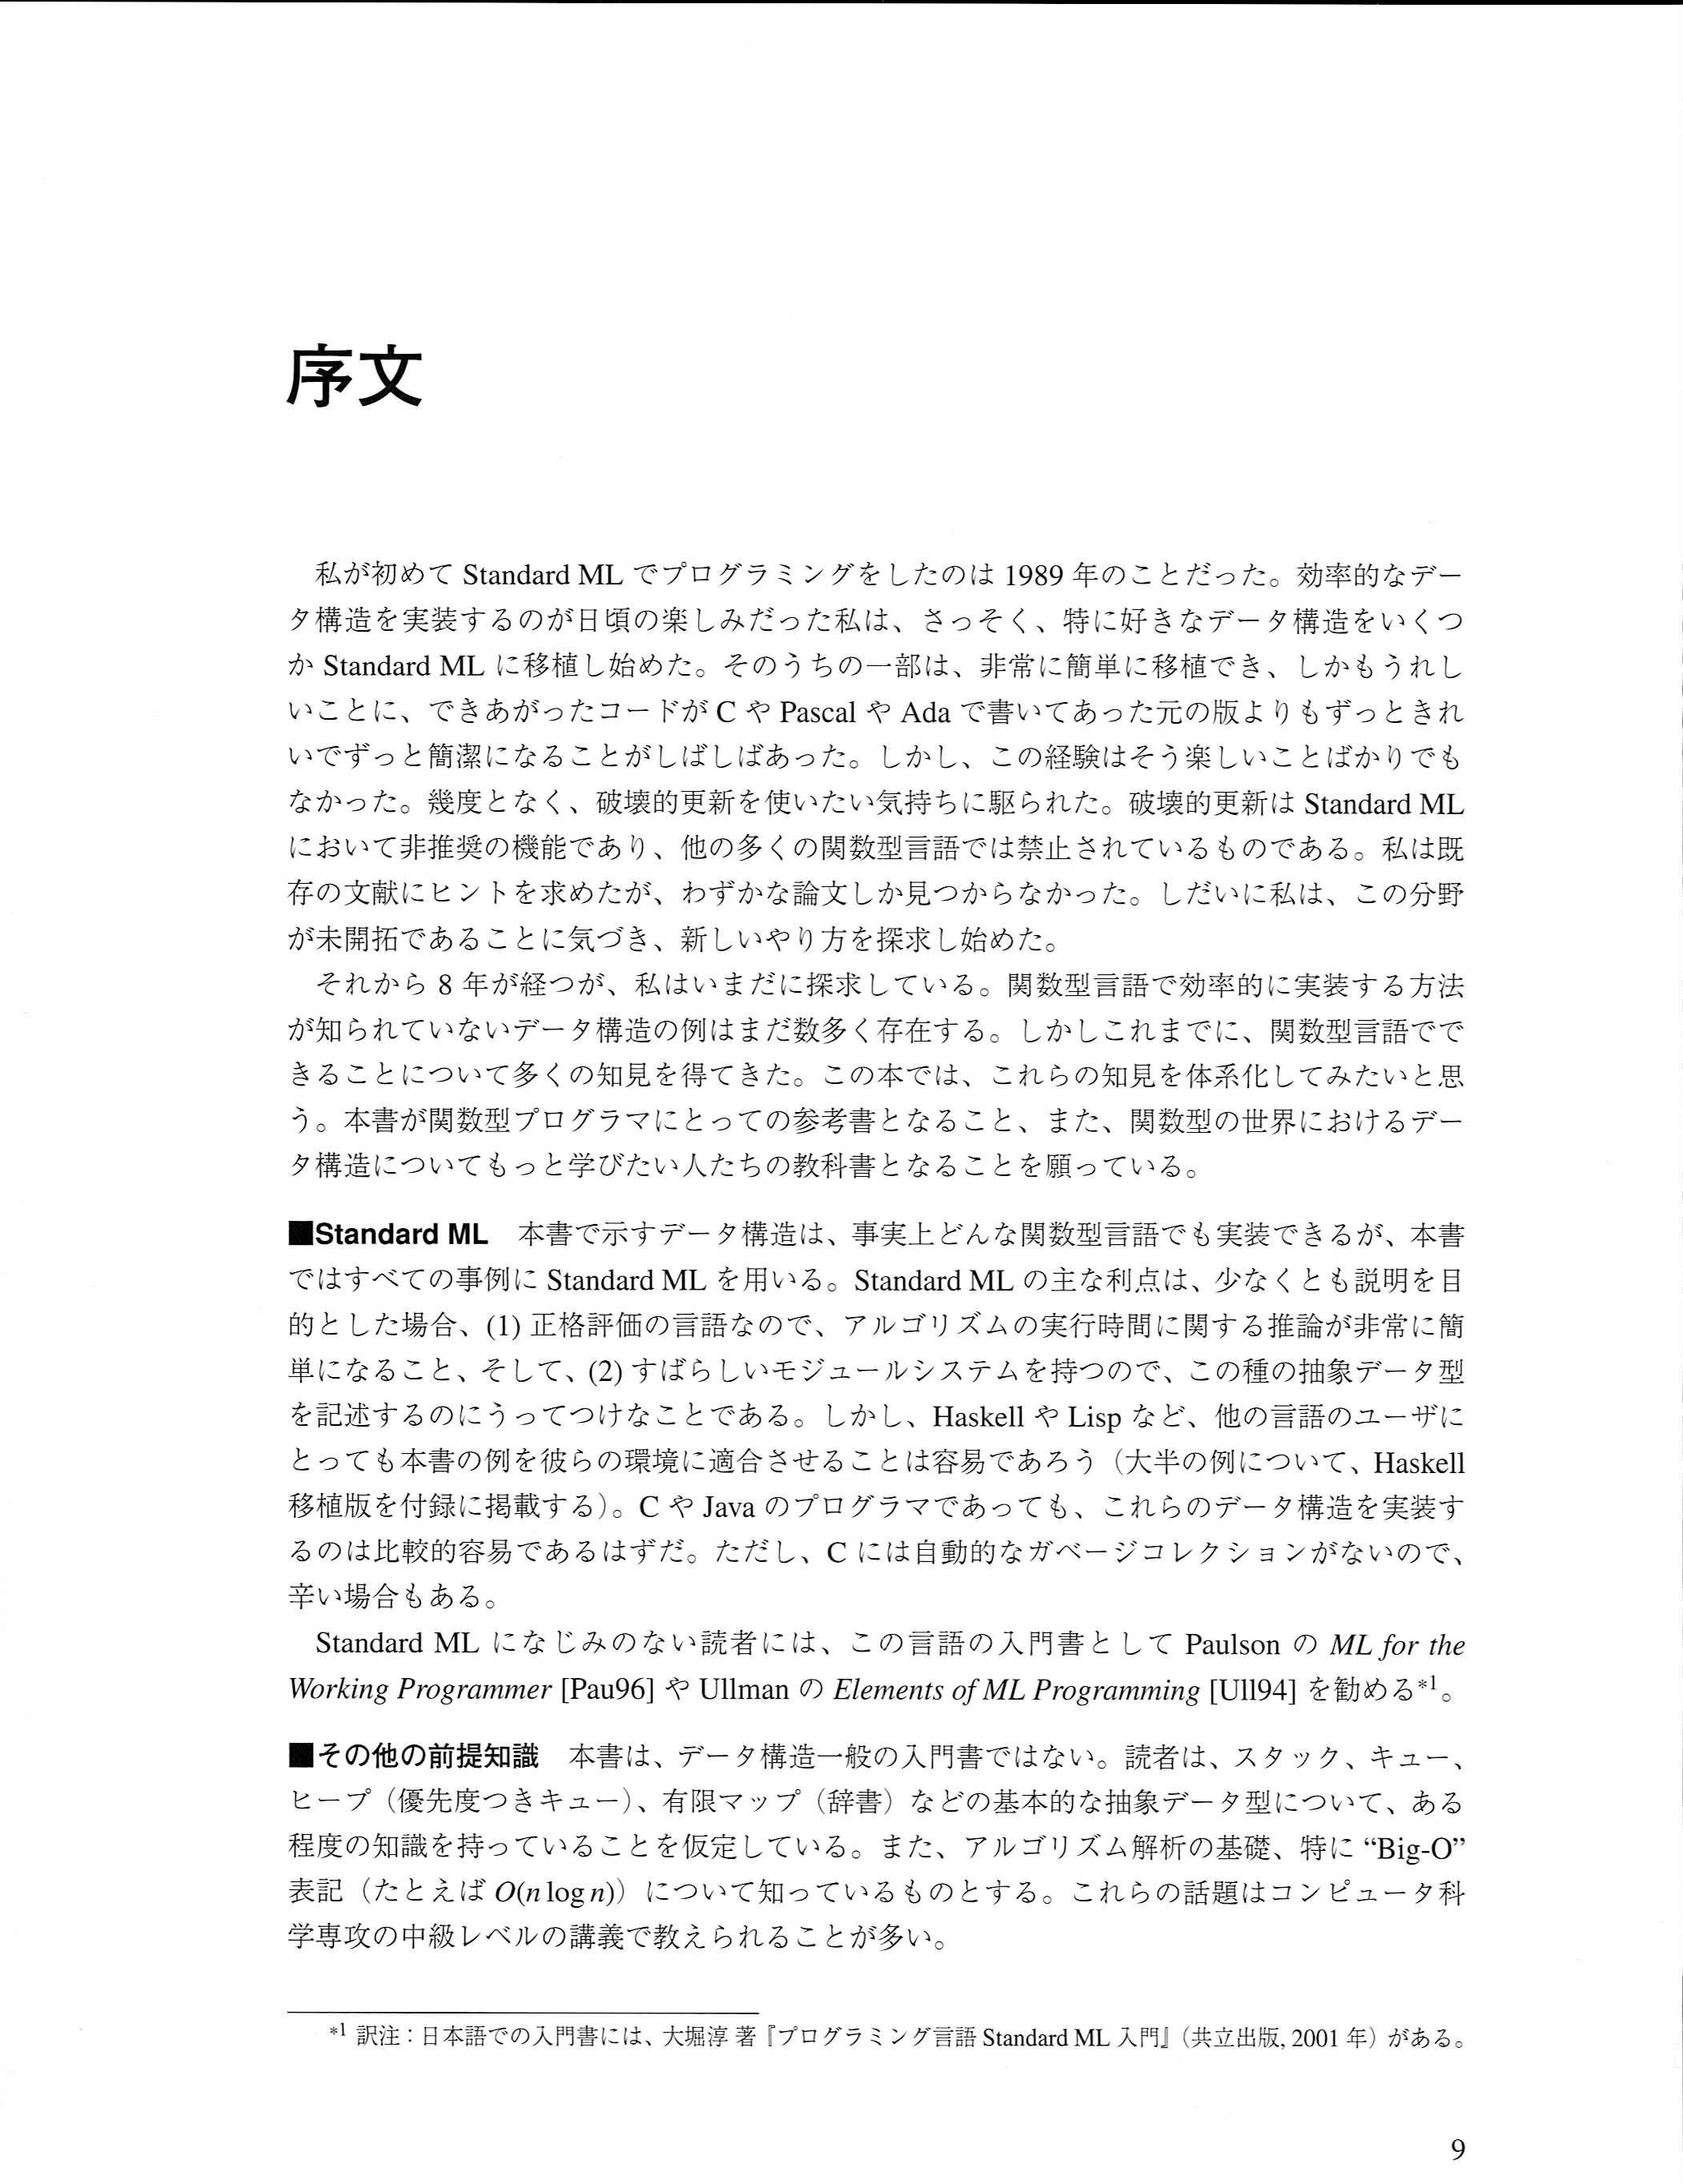 序文
私が初めて Standard ML でプログラミングをしたのは 1989 年のことだった。効率的なデー
タ構造を実装するのが日頃の楽しみだった私は、さっそく、特に好きなデータ構造をいくつ
か Standard ML に移植し始めた。そのうちの一部は、非常に簡単に移植でき、しかもうれし
いことに、できあがったコードが C や Pascal や Ada で書いてあった元の版よりもずっときれ
いでずっと簡潔になることがしばしばあった。しかし、この経験はそう楽しいことばかりでも
なかった。幾度となく、破壊的更新を使いたい気持ちに駆られた。破壊的更新は Standard ML
において非推奨の機能であり、他の多くの関数型言語では禁止されているものである。私は既
存の文献にヒントを求めたが、わずかな論文しか見つからなかった。しだいに私は、この分野
が未開拓であることに気づき、新しいやり方を探求し始めた。
それから 8 年が経つが、私はいまだに探求している。関数型言語で効率的に実装する方法
が知られていないデータ構造の例はまだ数多く存在する。しかしこれまでに、関数型言語でで
きることについて多くの知見を得てきた。この本では、これらの知見を体系化してみたいと思
う。本書が関数型プログラマにとっての参考書となること、また、関数型の世界におけるデー
タ構造についてもっと学びたい人たちの教科書となることを願っている。
■Standard ML　本書で示すデータ構造は、事実上どんな関数型言語でも実装できるが、本書
ではすべての事例に Standard ML を用いる。Standard ML の主な利点は、少なくとも説明を目
的とした場合、(1) 正格評価の言語なので、アルゴリズムの実行時間に関する推論が非常に簡
単になること、そして、(2) すばらしいモジュールシステムを持つので、この種の抽象データ型
を記述するのにうってつけなことである。しかし、Haskell や Lisp など、他の言語のユーザに
とっても本書の例を彼らの環境に適合させることは容易であろう（大半の例について、Haskell
移植版を付録に掲載する）。C や Java のプログラマであっても、これらのデータ構造を実装す
るのは比較的容易であるはずだ。ただし、C には自動的なガベージコレクションがないので、
辛い場合もある。
Standard ML になじみのない読者には、この言語の入門書として Paulson の ML for the
Working Programmer [Pau96] や Ullman の Elements of ML Programming [Ull94] を勧める*1。
■その他の前提知識　本書は、データ構造一般の入門書ではない。読者は、スタック、キュー、
ヒープ（優先度つきキュー）、有限マップ（辞書）などの基本的な抽象データ型について、ある
程度の知識を持っていることを仮定している。また、アルゴリズム解析の基礎、特に “Big-O”
表記（たとえば O(n log n)）について知っているものとする。これらの話題はコンピュータ科
学専攻の中級レベルの講義で教えられることが多い。
*1 訳注：日本語での入門書には、大堀淳 著『プログラミング言語 Standard ML 入門』（共立出版, 2001 年）がある。
9